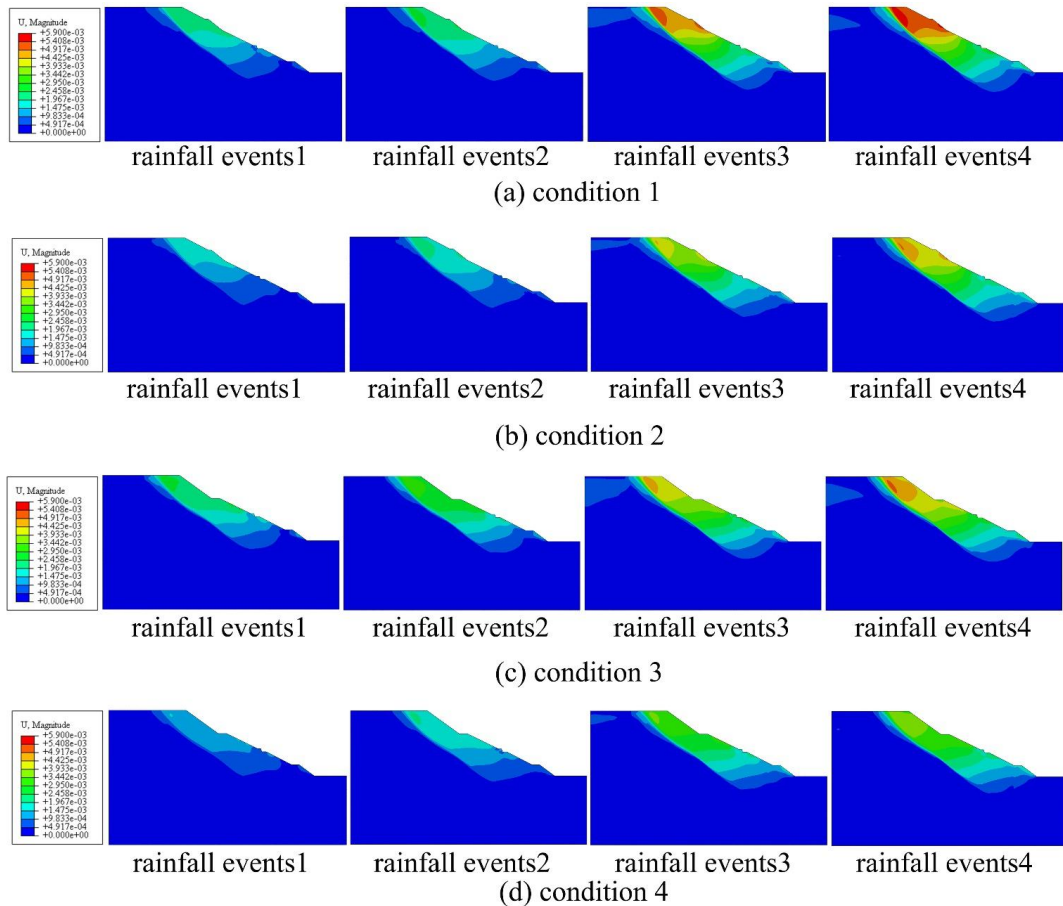 U, Magnitude
+5.900e-03
+5.408e-03
+4.917e-03
+4.425e-03
+3.933e-03
+3.442e-03
+2.950e-03
+2.458e-03
+1.967e-03
+1.475e-03
+9.833e-04
+4.917e-04
+0.000e+00
rainfall events1
rainfall events2
rainfall events3
rainfall events4
(a) condition 1
U, Magnitude
+5.900e-03
+5.408e-03
+4.917e-03
+4.425e-03
+3.933e-03
+3.442e-03
+2.950e-03
+2.458e-03
+1.967e-03
+1.475e-03
+9.833e-04
+4.917e-04
+0.000e+00
rainfall events1
rainfall events2
rainfall events3
rainfall events4
(b) condition 2
U, Magnitude
+5.900e-03
+5.408e-03
+4.917e-03
+4.425e-03
+3.933e-03
+3.442e-03
+2.950e-03
+2.458e-03
+1.967e-03
+1.475e-03
+9.833e-04
+4.917e-04
+0.000e+00
rainfall events1
rainfall events2
rainfall events3
rainfall events4
(c) condition 3
U, Magnitude
+5.900e-03
+5.408e-03
+4.917e-03
+4.425e-03
+3.933e-03
+3.442e-03
+2.950e-03
+2.458e-03
+1.967e-03
+1.475e-03
+9.833e-04
+4.917e-04
+0.000e+00
rainfall events1
rainfall events2
rainfall events3
rainfall events4
(d) condition 4